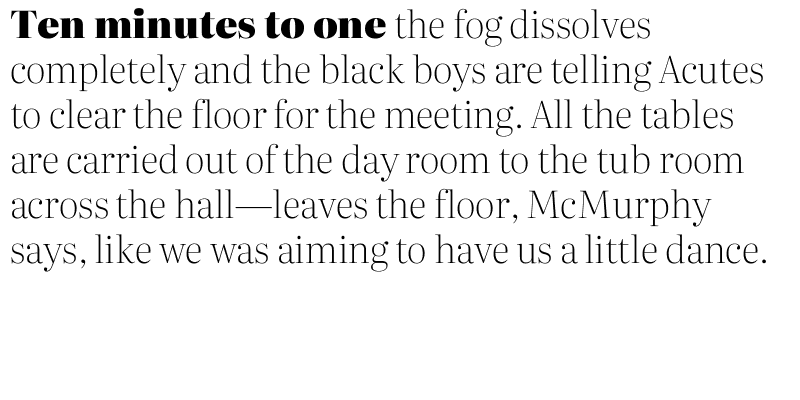 Ten minutes to one the fog dissolves
completely and the black boys are telling Acutes
to clear the floor for the meeting. All the tables
are carried out of the day room to the tub room
across the hall—leaves the floor, McMurphy
says, like we was aiming to have us a little dance.